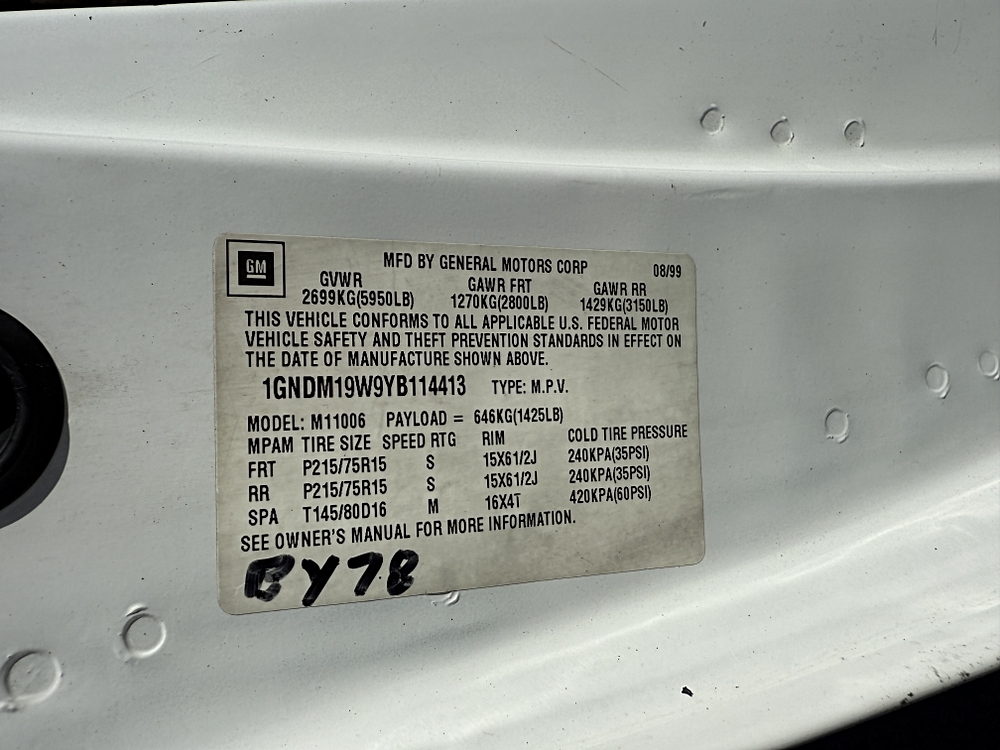 GM
MFD BY GENERAL MOTORS CORP 08/99
GVWR GAWR FRT GAWR RR
2699KG(5950LB) 1270KG(2800LB) 1429KG(3150LB)
THIS VEHICLE CONFORMS TO ALL APPLICABLE U.S. FEDERAL MOTOR
VEHICLE SAFETY AND THEFT PREVENTION STANDARDS IN EFFECT ON
THE DATE OF MANUFACTURE SHOWN ABOVE.
1GNDM19W9YB114413 TYPE: M.P.V.
MODEL: M11006 PAYLOAD = 646KG(1425LB)
MPAM TIRE SIZE SPEED RTG RIM COLD TIRE PRESSURE
FRT P215/75R15 S 15X61/2J 240KPA(35PSI)
RR P215/75R15 S 15X61/2J 240KPA(35PSI)
SPA T145/80D16 M 16X4T 420KPA(60PSI)
SEE OWNER'S MANUAL FOR MORE INFORMATION.
BY78